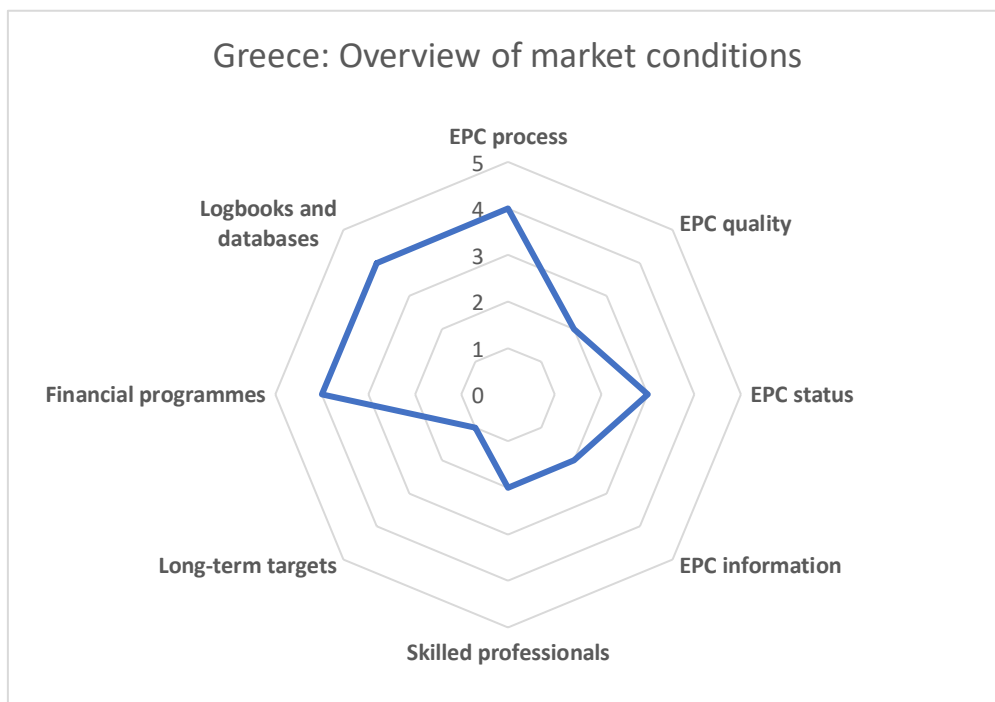 Greece: Overview of market conditions
EPC process
5
Logbooks and
databases
4
EPC quality
3
2
1
Financial programmes
0
EPC status
Long-term targets
EPC information
Skilled professionals